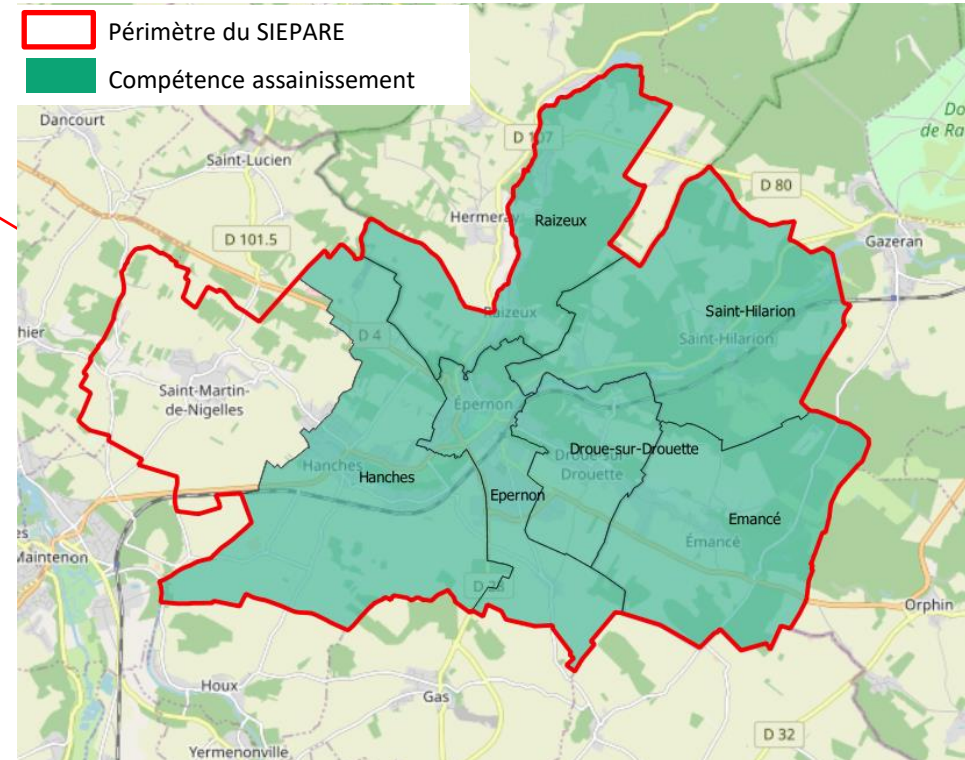 Périmètre du SIEPARE
Compétence assainissement
Dancourt
D 107
Do
de Ra
Saint-Lucien
D 80
Hermeray
Raizeux
D 101.5
Gazeran
Raizeux
Saint-Hilarion
hier
D 4
Saint-Hilarion
Saint-Martin-
de-Nigelles
Épernon
Droue-sur-Drouette
Hanches
Droue-sur-
Drouette
Hanches
Epernon
Emancé
es
Émancé
Maintenon
Orphin
Houx
Gas
D 32
Yermenonville